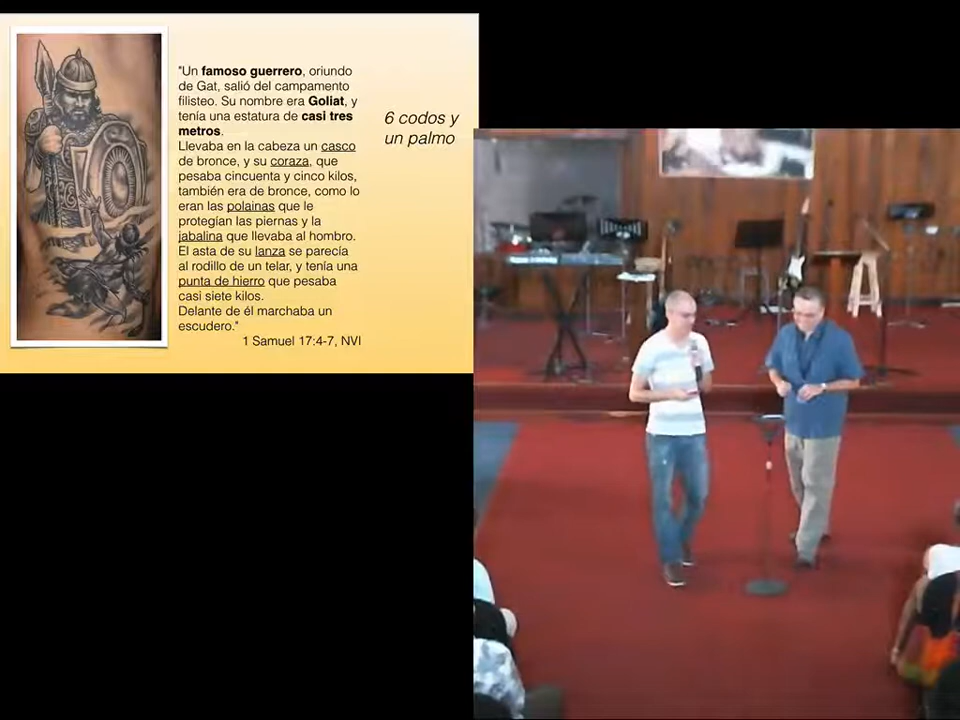 "Un famoso guerrero, oriundo
de Gat, salió del campamento
filisteo. Su nombre era Goliat, y
tenía una estatura de casi tres
metros.
Llevaba en la cabeza un casco
de bronce, y su coraza, que
pesaba cincuenta y cinco kilos,
también era de bronce, como lo
eran las polainas que le
protegían las piernas y la
jabalina que llevaba al hombro.
El asta de su lanza se parecía
al rodillo de un telar, y tenía una
punta de hierro que pesaba
casi siete kilos.
Delante de él marchaba un
escudero."
1 Samuel 17:4-7, NVI
6 codos y
un palmo